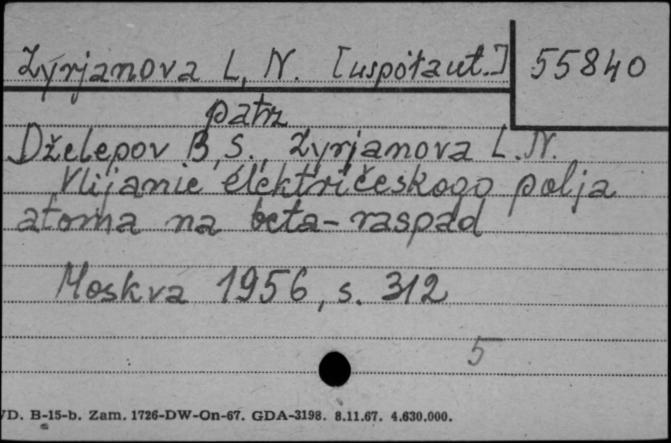 Zyrjanova L. N. [współaut.] 55840
patrz
Dželepov B. S., Zyrjanova L. N.
Vlijanie električeskogo polja
atoma na beta-raspad
Moskva 1956, s. 312
5
VD. B-15-b. Zam. 1726-DW-On-67. GDA-3198. 8.11.67. 4.630.000.